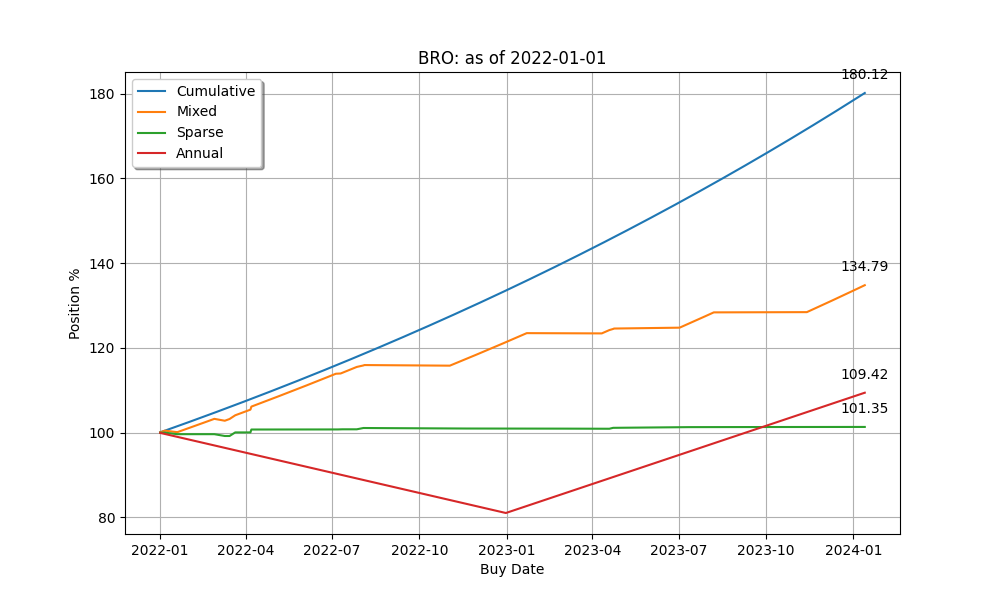 BRO: as of 2022-01-01
Cumulative
Mixed
Sparse
Annual
180.12
134.79
109.42
101.35
180
160
140
120
100
80
Position %
2022-01
2022-04
2022-07
2022-10
2023-01
2023-04
2023-07
2023-10
2024-01
Buy Date